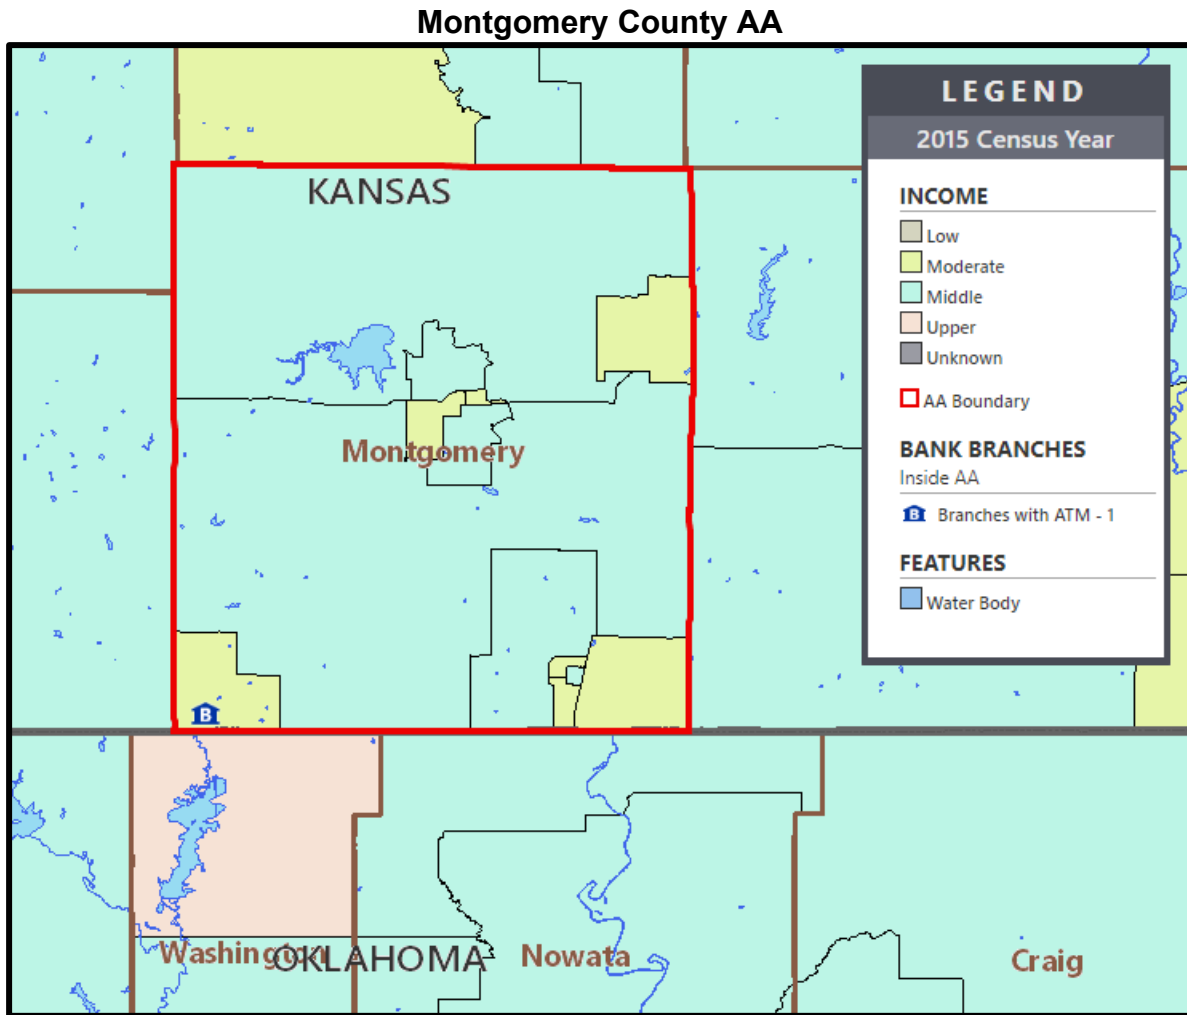 Montgomery County AA
KANSAS
Montgomery
Washington
OKLAHOMA
Nowata
Craig
LEGEND
2015 Census Year
INCOME
Low
Moderate
Middle
Upper
Unknown
AA Boundary
BANK BRANCHES
Inside AA
B Branches with ATM - 1
FEATURES
Water Body
B